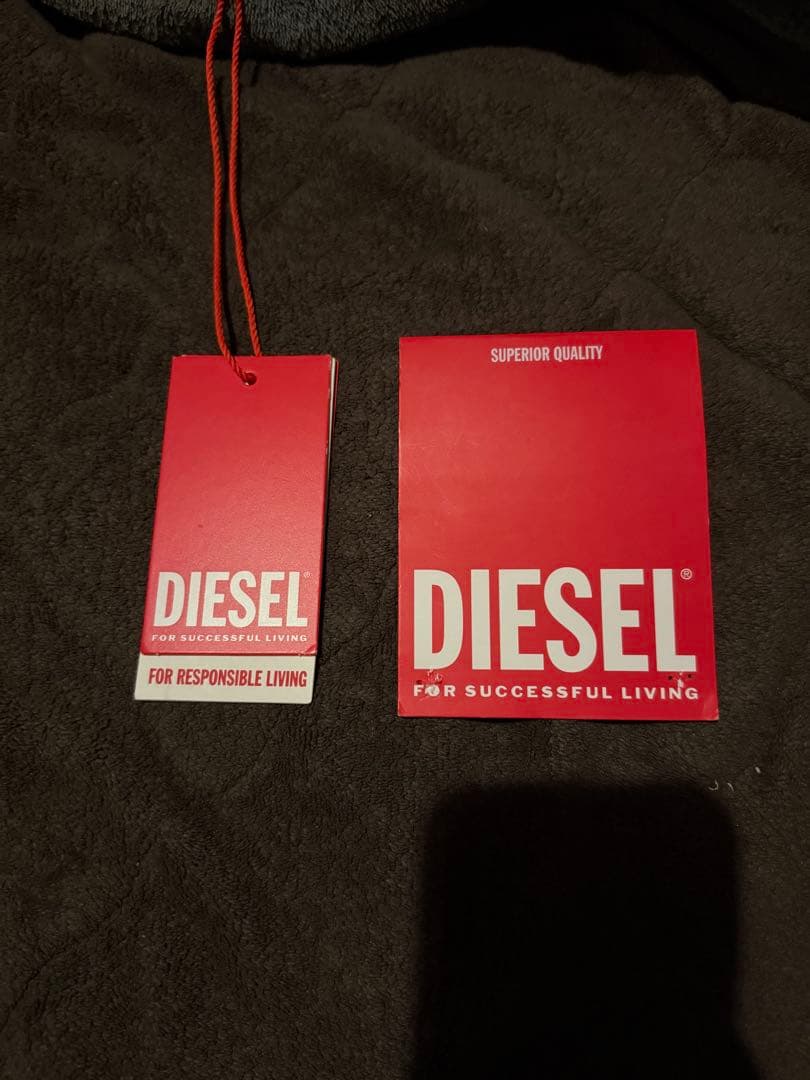 DIESEL®
FOR SUCCESSFUL LIVING
FOR RESPONSIBLE LIVING
SUPERIOR QUALITY
DIESEL®
FOR SUCCESSFUL LIVING